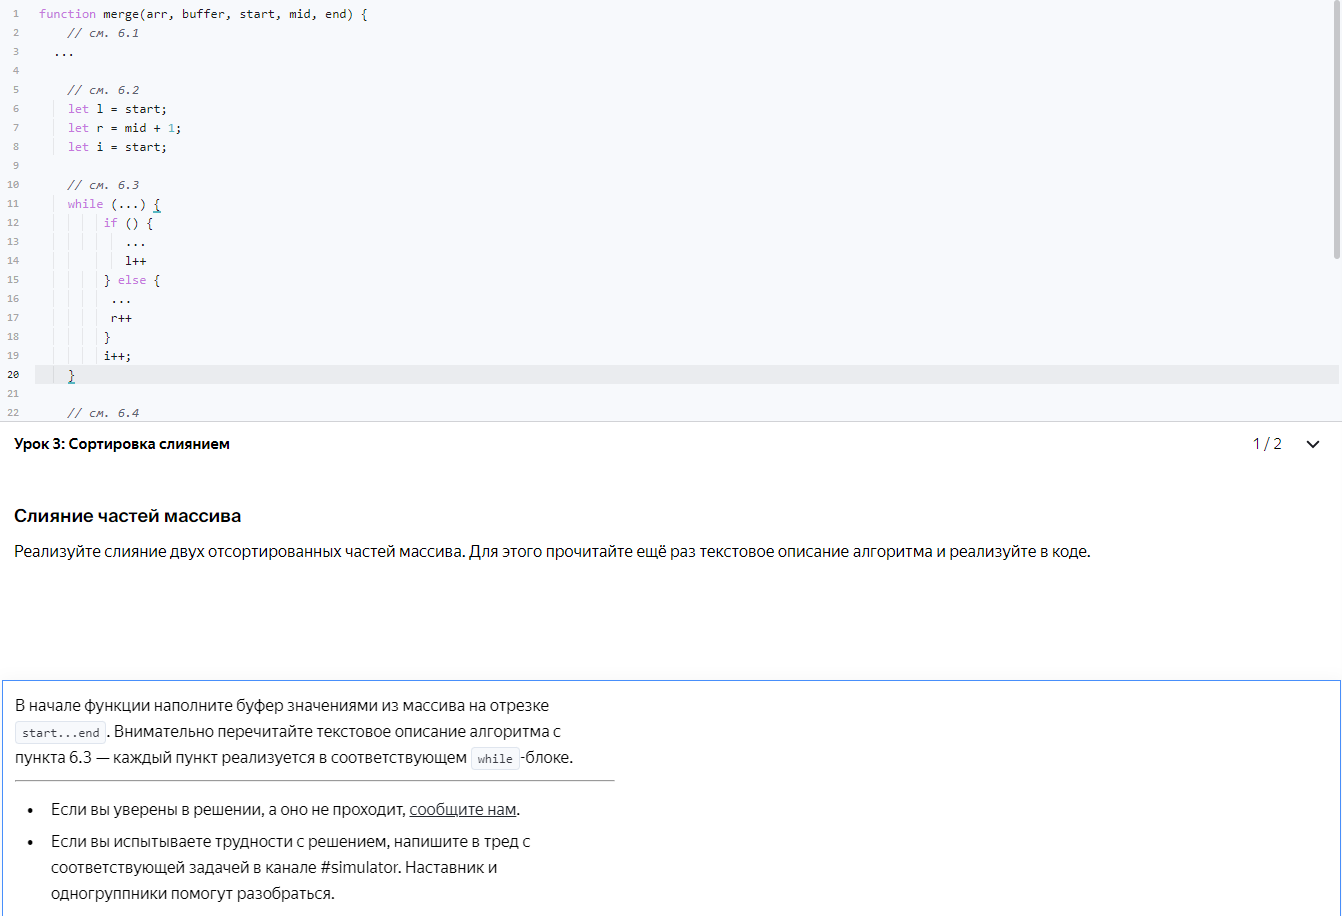 1 function merge(arr, buffer, start, mid, end) {
2 // см. 6.1
3 ...
4
5 // см. 6.2
6 let l = start;
7 let r = mid + 1;
8 let i = start;
9
10 // см. 6.3
11 while (...) {
12 if () {
13 ...
14 l++
15 } else {
16 ...
17 r++
18 }
19 i++;
20 }
21
22 // см. 6.4
Урок 3: Сортировка слиянием 1 / 2
Слияние частей массива
Реализуйте слияние двух отсортированных частей массива. Для этого прочитайте ещё раз текстовое описание алгоритма и реализуйте в коде.
В начале функции наполните буфер значениями из массива на отрезке
start...end. Внимательно перечитайте текстовое описание алгоритма с
пункта 6.3 — каждый пункт реализуется в соответствующем while-блоке.
• Если вы уверены в решении, а оно не проходит, сообщите нам.
• Если вы испытываете трудности с решением, напишите в тред с
соответствующей задачей в канале #simulator. Наставник и
одногруппники помогут разобраться.